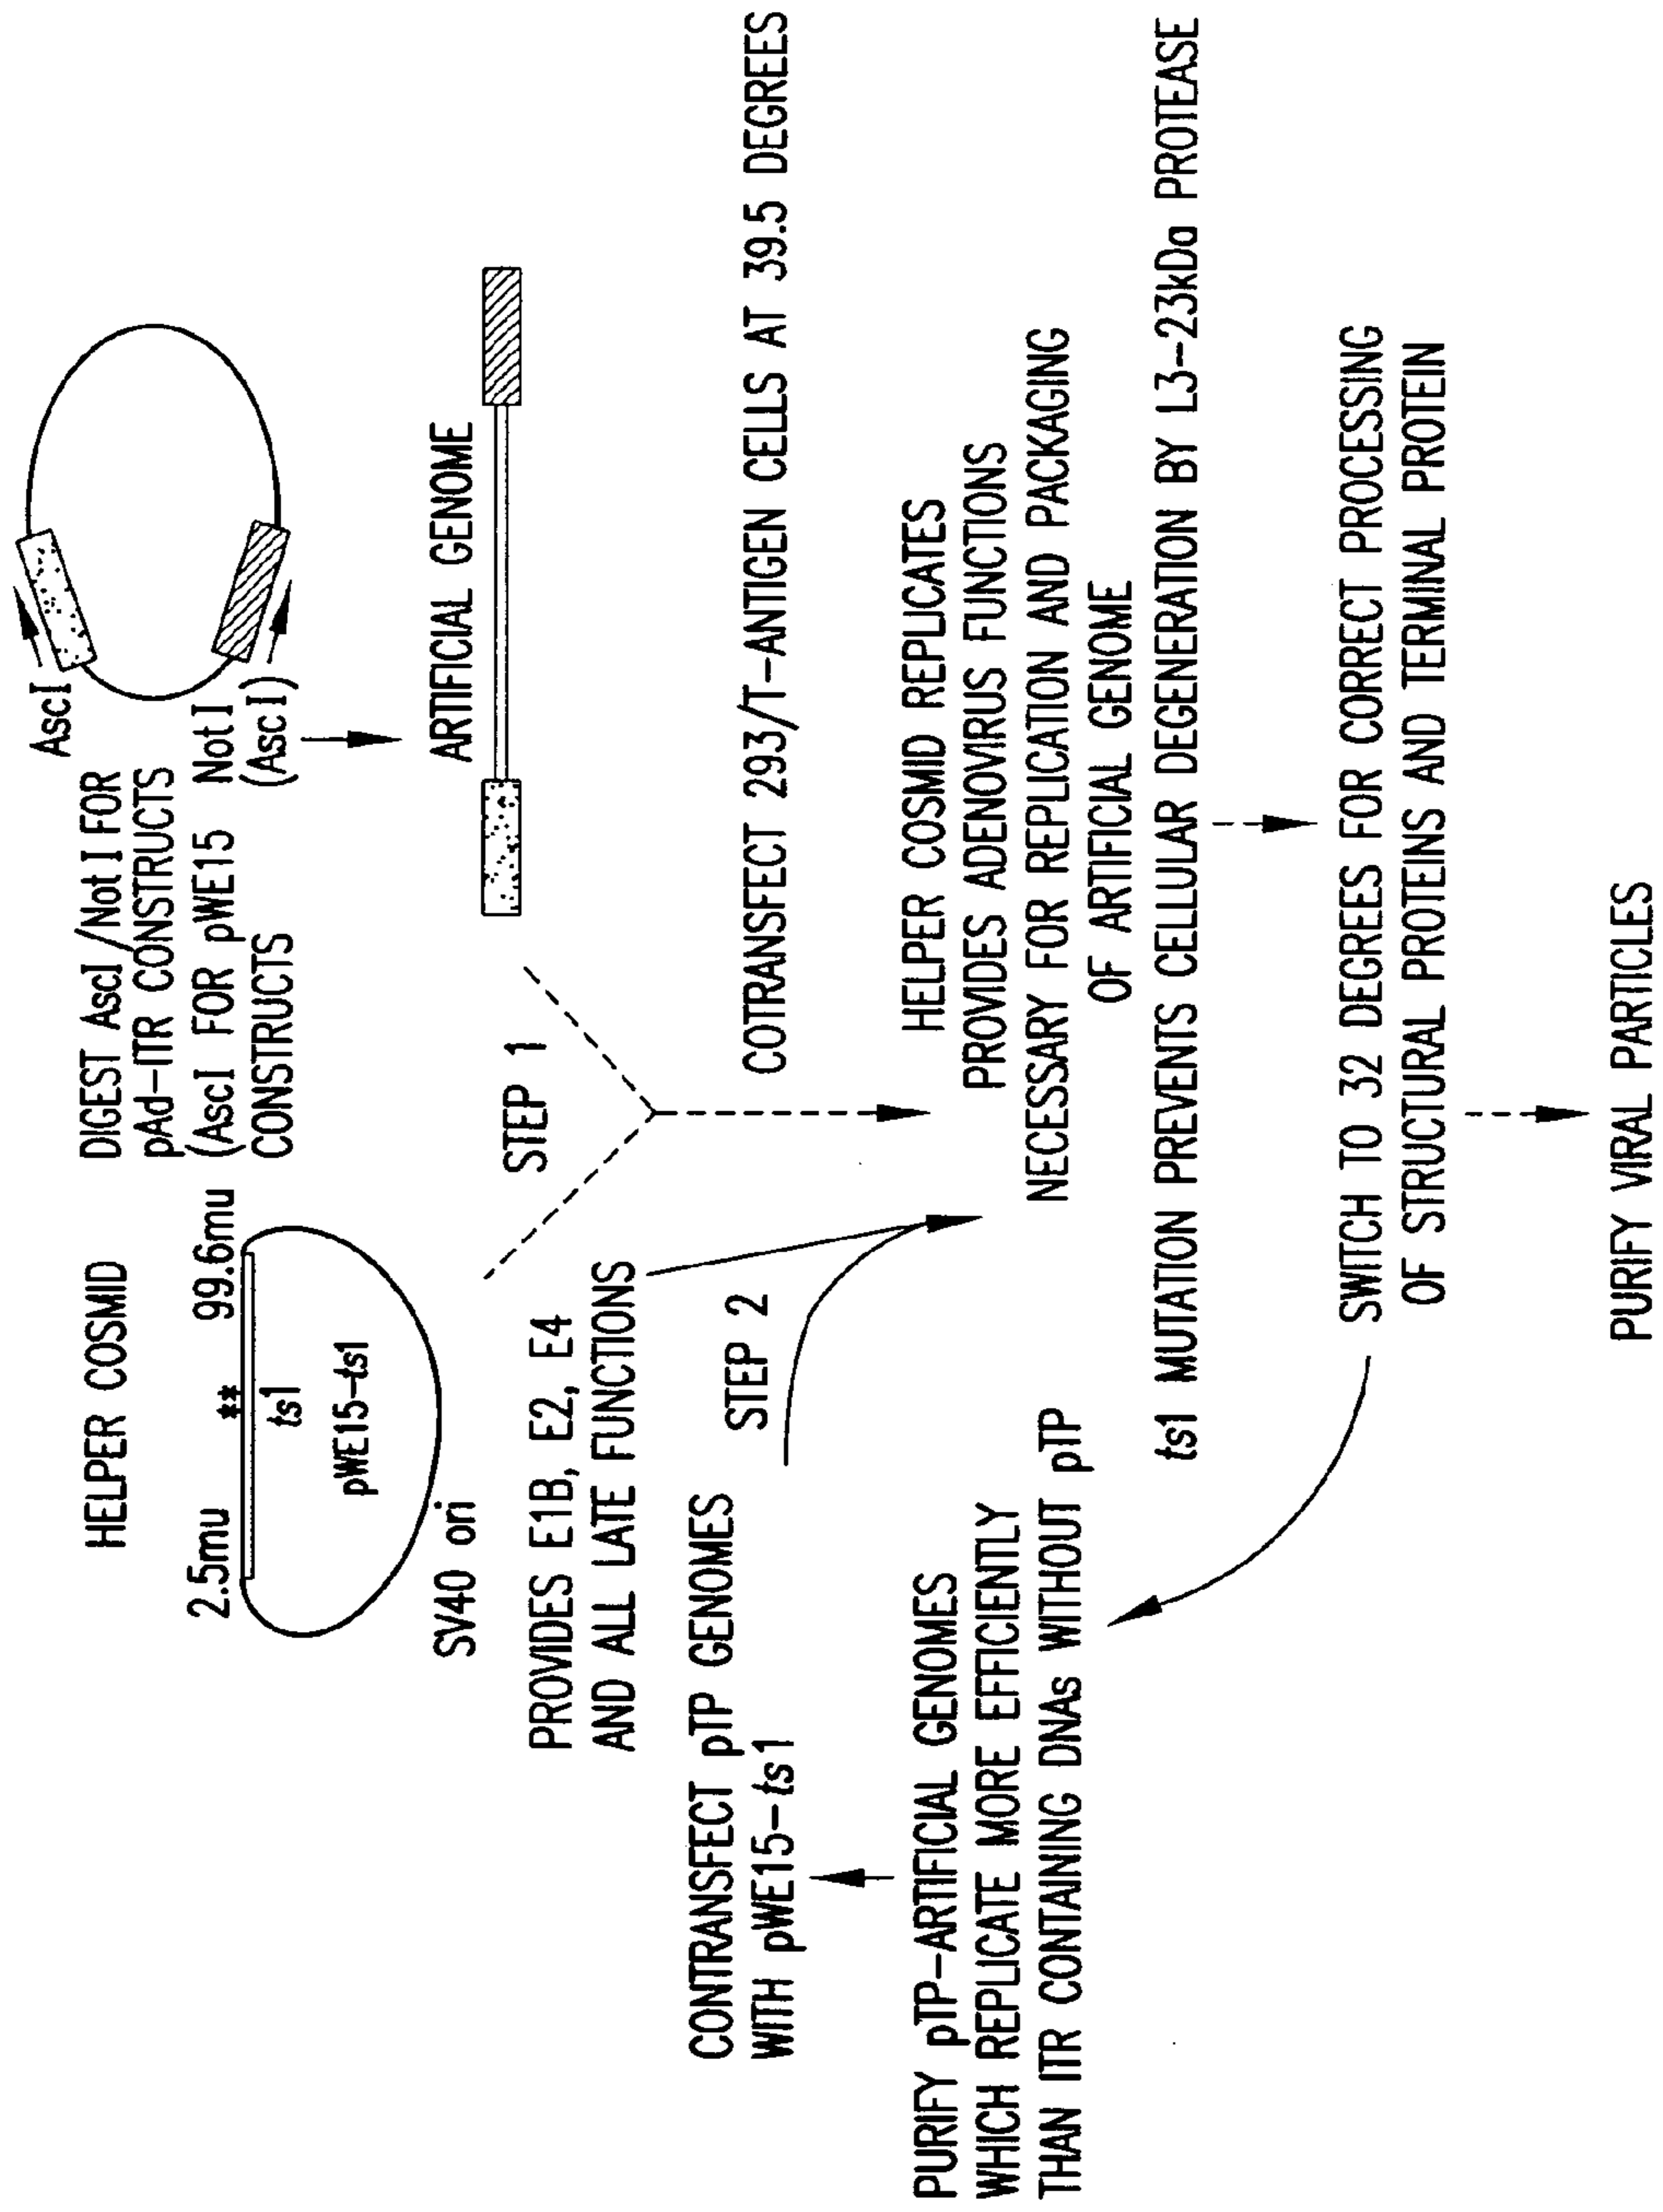 HELPER COSMID
2.5mu
**
99.6mu
ts1
pWE15-ts1
SV40 ori
PROVIDES E1B, E2, E4
AND ALL LATE FUNCTIONS
DIGEST AscI/Not I FOR
pAd-ITR CONSTRUCTS
(AscI FOR pWE15
CONSTRUCTS
AscI
Not I
(Asc I)
ARTIFICIAL GENOME
STEP 1
COTRANSFECT 293/T-ANTIGEN CELLS AT 39.5 DEGREES
STEP 2
CONTRANSFECT pTP GENOMES
WITH pWE15-ts1
HELPER COSMID REPLICATES
PROVIDES ADENOVIRUS FUNCTIONS
NECESSARY FOR REPLICATION AND PACKAGING
OF ARTIFICIAL GENOME
ts1 MUTATION PREVENTS CELLULAR DEGENERATION BY L3-23kDa PROTEASE
PURIFY pTP-ARTIFICIAL GENOMES
WHICH REPLICATE MORE EFFICIENTLY
THAN ITR CONTAINING DNAs WITHOUT pTP
SWITCH TO 32 DEGREES FOR CORRECT PROCESSING
OF STRUCTURAL PROTEINS AND TERMINAL PROTEIN
PURIFY VIRAL PARTICLES